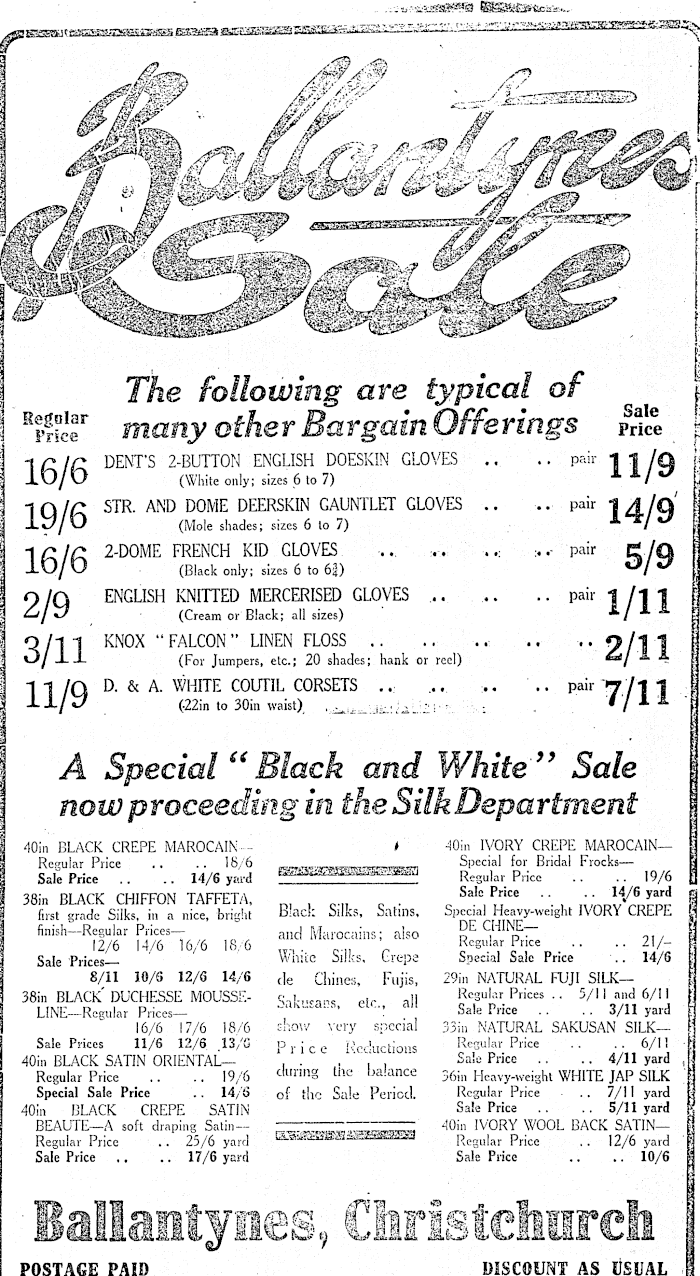 Ballantynes
Sale
The following are typical of
many other Bargain Offerings
Regular
Price
Sale
Price
16/6 DENT'S 2-BUTTON ENGLISH DOESKIN GLOVES .. .. pair 11/9
(White only; sizes 6 to 7)
19/6 STR. AND DOME DEERSKIN GAUNTLET GLOVES .. .. pair 14/9
(Mole shades; sizes 6 to 7)
16/6 2-DOME FRENCH KID GLOVES .. .. .. .. pair 5/9
(Black only; sizes 6 to 6¾)
2/9 ENGLISH KNITTED MERCERISED GLOVES .. .. .. pair 1/11
(Cream or Black; all sizes)
3/11 KNOX "FALCON" LINEN FLOSS .. .. .. .. .. 2/11
(For Jumpers, etc.; 20 shades; hank or reel)
11/9 D. & A. WHITE COUTIL CORSETS .. .. .. .. pair 7/11
(22in to 30in waist)
A Special "Black and White" Sale
now proceeding in the Silk Department
40in BLACK CREPE MAROCAIN—
Regular Price .. .. 18/6
Sale Price .. .. 14/6 yard
38in BLACK CHIFFON TAFFETA,
first grade Silks, in a nice, bright
finish—Regular Prices—
12/6 14/6 16/6 18/6
Sale Prices—
8/11 10/6 12/6 14/6
38in BLACK DUCHESSE MOUSSE-
LINE—Regular Prices—
16/6 17/6 18/6
Sale Prices 11/6 12/6 13/6
40in BLACK SATIN ORIENTAL—
Regular Price .. .. 19/6
Special Sale Price .. 14/6
40in BLACK CREPE SATIN
BEAUTE—A soft draping Satin—
Regular Price .. 25/6 yard
Sale Price .. .. 17/6 yard
Black Silks, Satins,
and Marocains; also
White Silks, Crepe
de Chines, Fujis,
Sakusans, etc., all
show very special
Price Reductions
during the balance
of the Sale Period.
40in IVORY CREPE MAROCAIN—
Special for Bridal Frocks—
Regular Price .. .. 19/6
Sale Price .. .. 14/6 yard
Special Heavy-weight IVORY CREPE
DE CHINE—
Regular Price .. .. 21/-
Special Sale Price .. 14/6
29in NATURAL FUJI SILK—
Regular Prices .. 5/11 and 6/11
Sale Price .. .. 3/11 yard
33in NATURAL SAKUSAN SILK—
Regular Price .. .. 6/11
Sale Price .. .. 4/11 yard
36in Heavy-weight WHITE JAP SILK
Regular Price .. 7/11 yard
Sale Price .. .. 5/11 yard
40in IVORY WOOL BACK SATIN—
Regular Price .. 12/6 yard
Sale Price .. .. 10/6
Ballantynes, Christchurch
POSTAGE PAID DISCOUNT AS USUAL